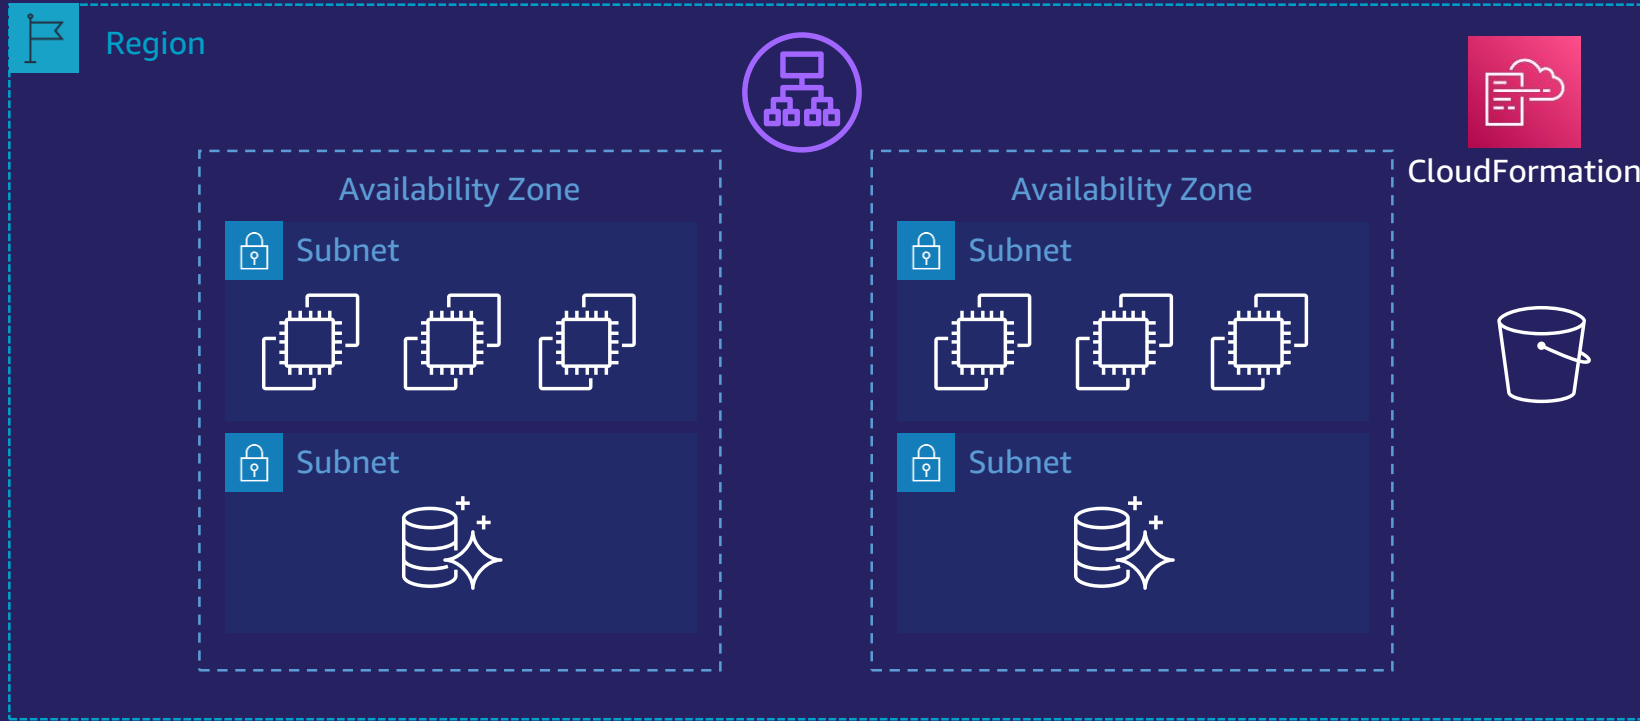 Region
Availability Zone
Subnet
Subnet
Availability Zone
Subnet
Subnet
CloudFormation